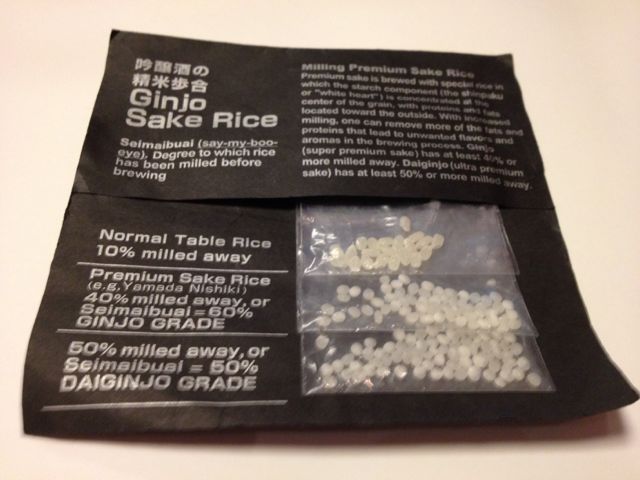 吟醸酒の
精米歩合
Ginjo
Sake Rice
Seimaibuai (say-my-boo-
eye), Degree to which rice
has been milled before
brewing
Milling Premium Sake Rice
Premium sake is brewed with special rice in
which the starch component (the shinpaku
or "white heart") is concentrated at the
center of the grain, with proteins and fats
located toward the outside. With increased
milling, one can remove more of the fats and
proteins that lead to unwanted flavors and
aromas in the brewing process. Ginjo
(super premium sake) has at least 40% or
more milled away. Daiginjo (ultra premium
sake) has at least 50% or more milled away.
Normal Table Rice
10% milled away
Premium Sake Rice
(e.g. Yamada Nishiki)
40% milled away, or
Seimaibuai = 60%
GINJO GRADE
50% milled away, or
Seimaibuai = 50%
DAIGINJO GRADE